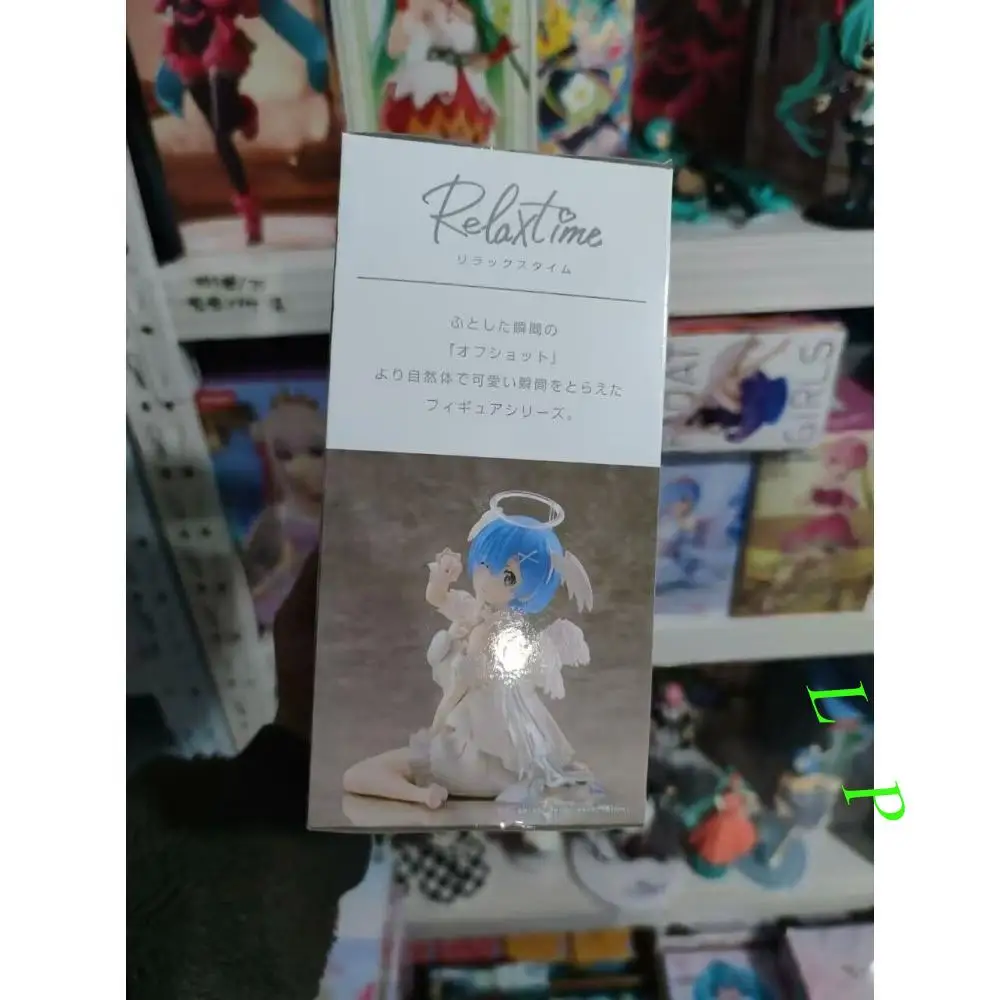 Relaxtime
リラックスタイム
ふとした瞬間の
「オフショット」
より自然体で可愛い瞬間をとらえた
フィギュアシリーズ。
GIRLS
L P